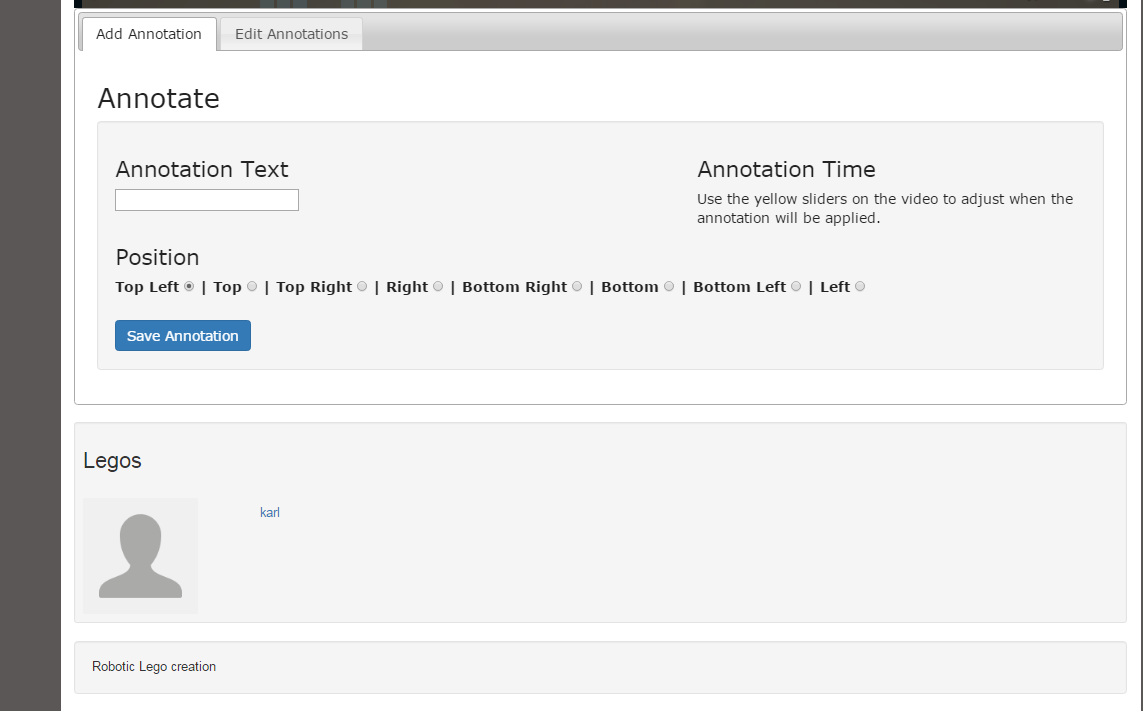 Add Annotation Edit Annotations
Annotate
Annotation Text
Annotation Time
Use the yellow sliders on the video to adjust when the
annotation will be applied.
Position
Top Left | Top | Top Right | Right | Bottom Right | Bottom | Bottom Left | Left
Save Annotation
Legos
karl
Robotic Lego creation